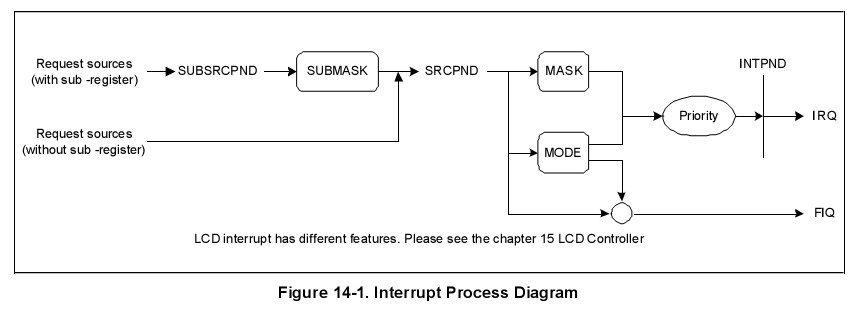 Request sources
(with sub -register)
SUBSRCPND
SUBMASK
SRCPND
MASK
INTPND
Priority
IRQ
Request sources
(without sub -register)
MODE
FIQ
LCD interrupt has different features. Please see the chapter 15 LCD Controller
Figure 14-1. Interrupt Process Diagram